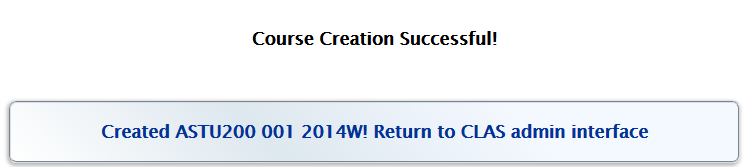 Course Creation Successful!
Created ASTU200 001 2014W! Return to CLAS admin interface